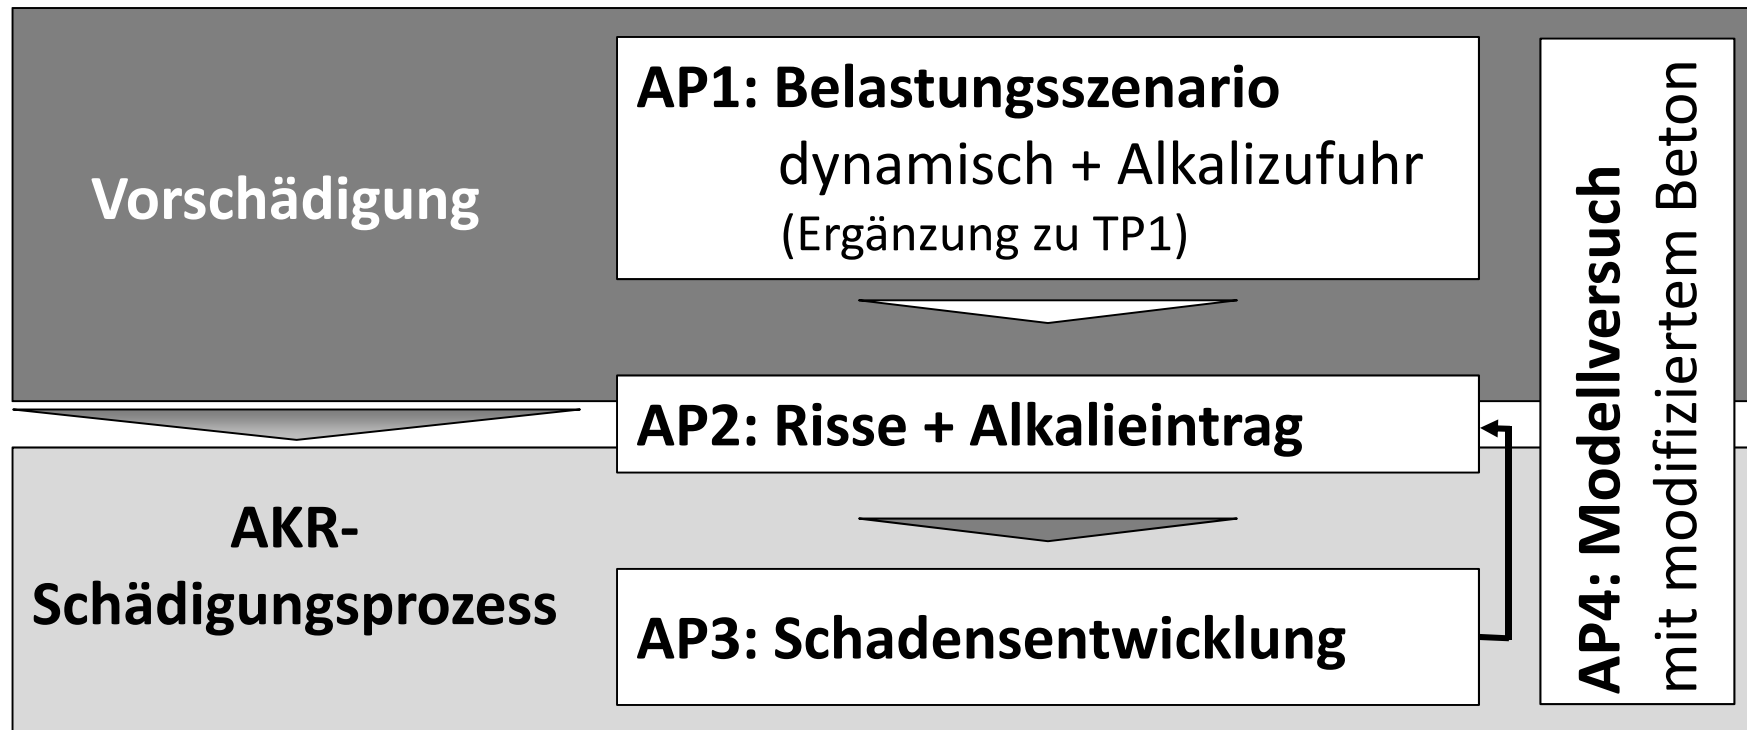 Vorschädigung
AP1: Belastungsszenario
dynamisch + Alkalizufuhr
(Ergänzung zu TP1)
AP2: Risse + Alkalieintrag
AKR-
Schädigungsprozess
AP3: Schadensentwicklung
AP4: Modellversuch
mit modifiziertem Beton